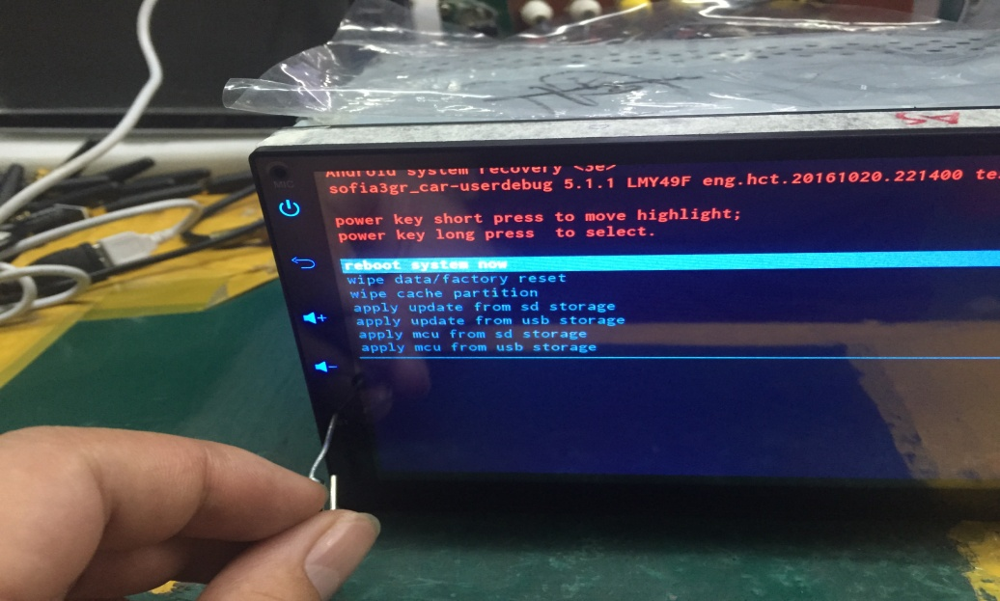 MIC
Android system recovery <3e>
sofia3gr_car-userdebug 5.1.1 LMY49F eng.hct.20161020.221400
power key short press to move highlight;
power key long press to select.
reboot system now
wipe data/factory reset
wipe cache partition
apply update from sd storage
apply update from usb storage
apply mcu from sd storage
apply mcu from usb storage